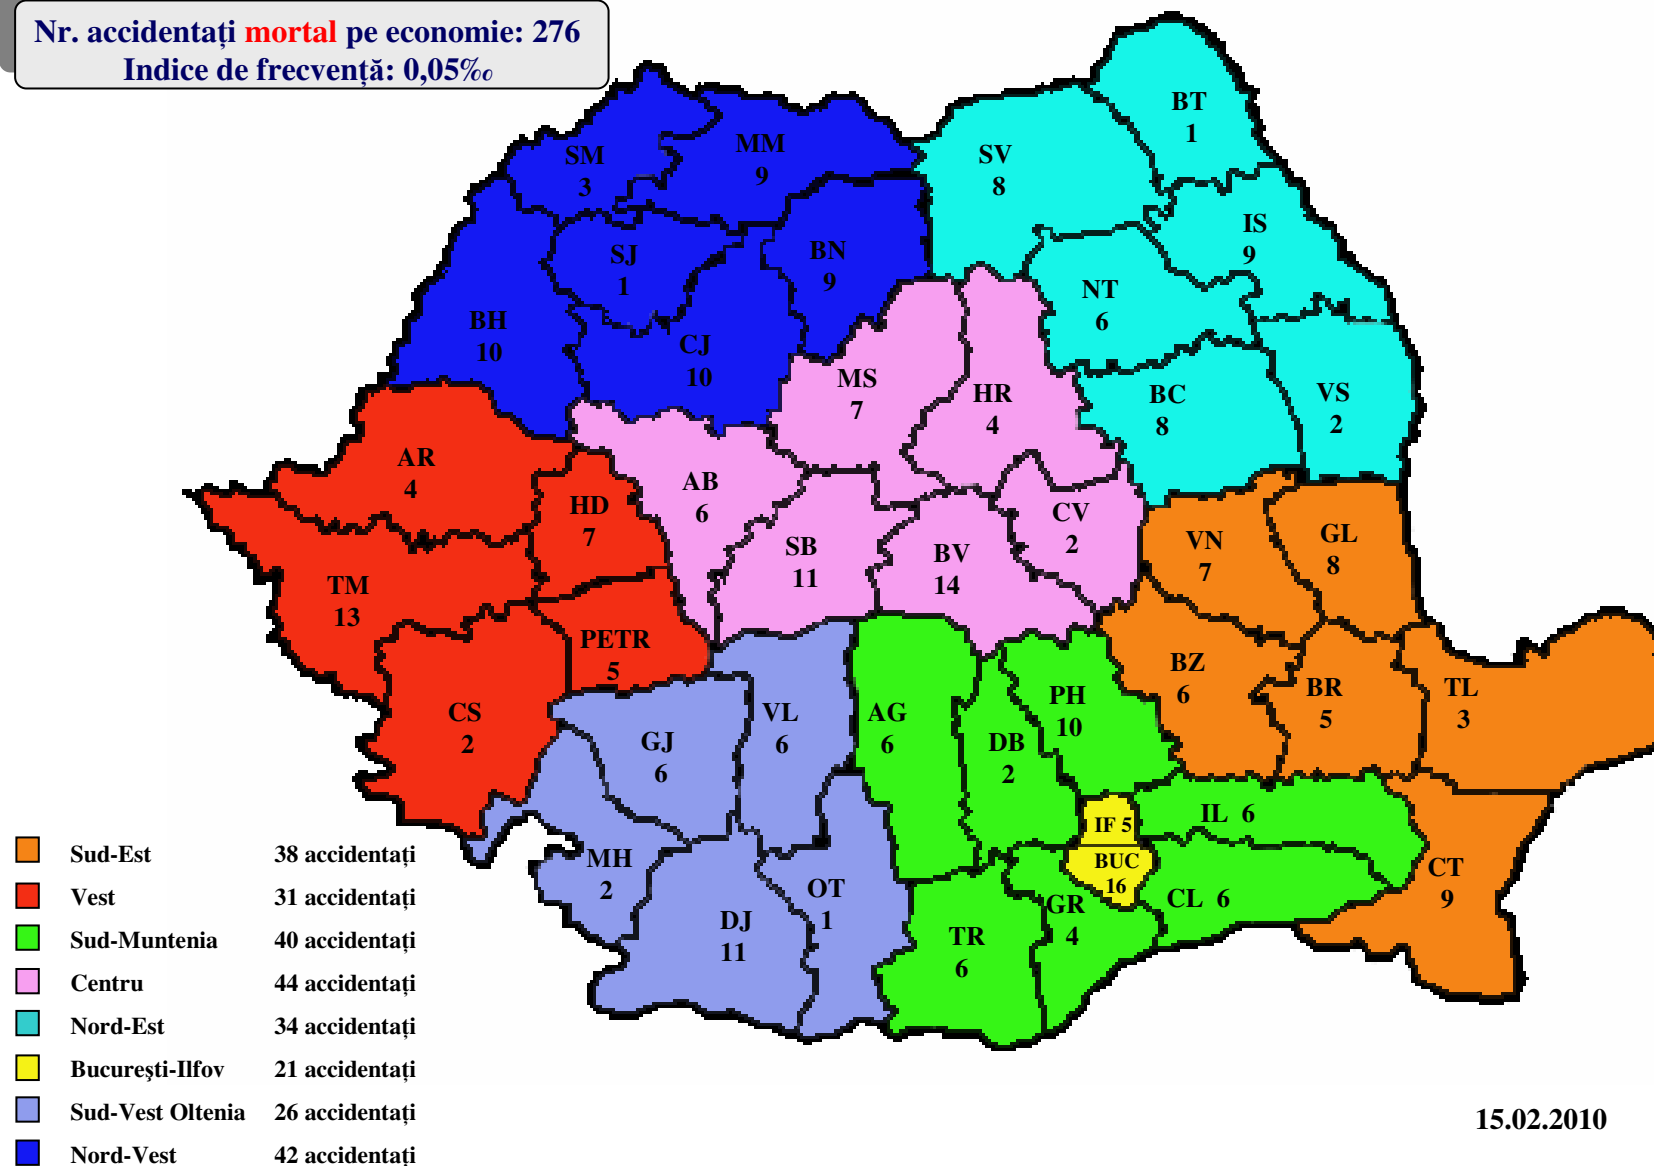 Nr. accidentați mortal pe economie: 276
Indice de frecvență: 0,05‰
BT
1
SV
8
IS
9
NT
6
BC
8
VS
2
SM
3
MM
9
SJ
1
BN
9
BH
10
CJ
10
MS
7
HR
4
AB
6
SB
11
BV
14
CV
2
AR
4
HD
7
TM
13
PETR
5
CS
2
VN
7
GL
8
BZ
6
BR
5
TL
3
CT
9
GJ
6
VL
6
MH
2
DJ
11
OT
1
AG
6
DB
2
PH
10
IL 6
CL 6
GR
4
TR
6
IF 5
BUC
16
Sud-Est 38 accidentați
Vest 31 accidentați
Sud-Muntenia 40 accidentați
Centru 44 accidentați
Nord-Est 34 accidentați
Bucureşti-Ilfov 21 accidentați
Sud-Vest Oltenia 26 accidentați
Nord-Vest 42 accidentați
15.02.2010